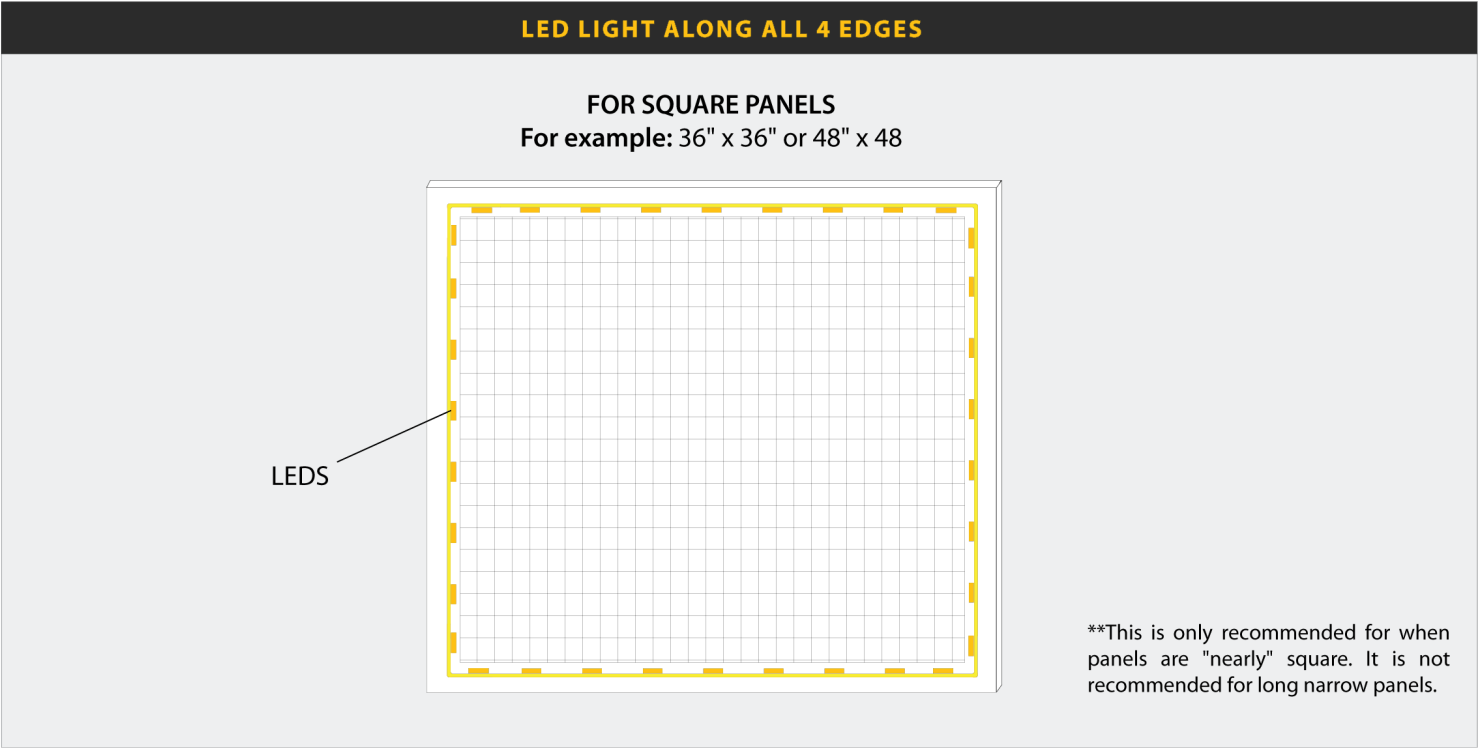 LED LIGHT ALONG ALL 4 EDGES
FOR SQUARE PANELS
For example: 36" x 36" or 48" x 48
LEDS
**This is only recommended for when
panels are "nearly" square. It is not
recommended for long narrow panels.